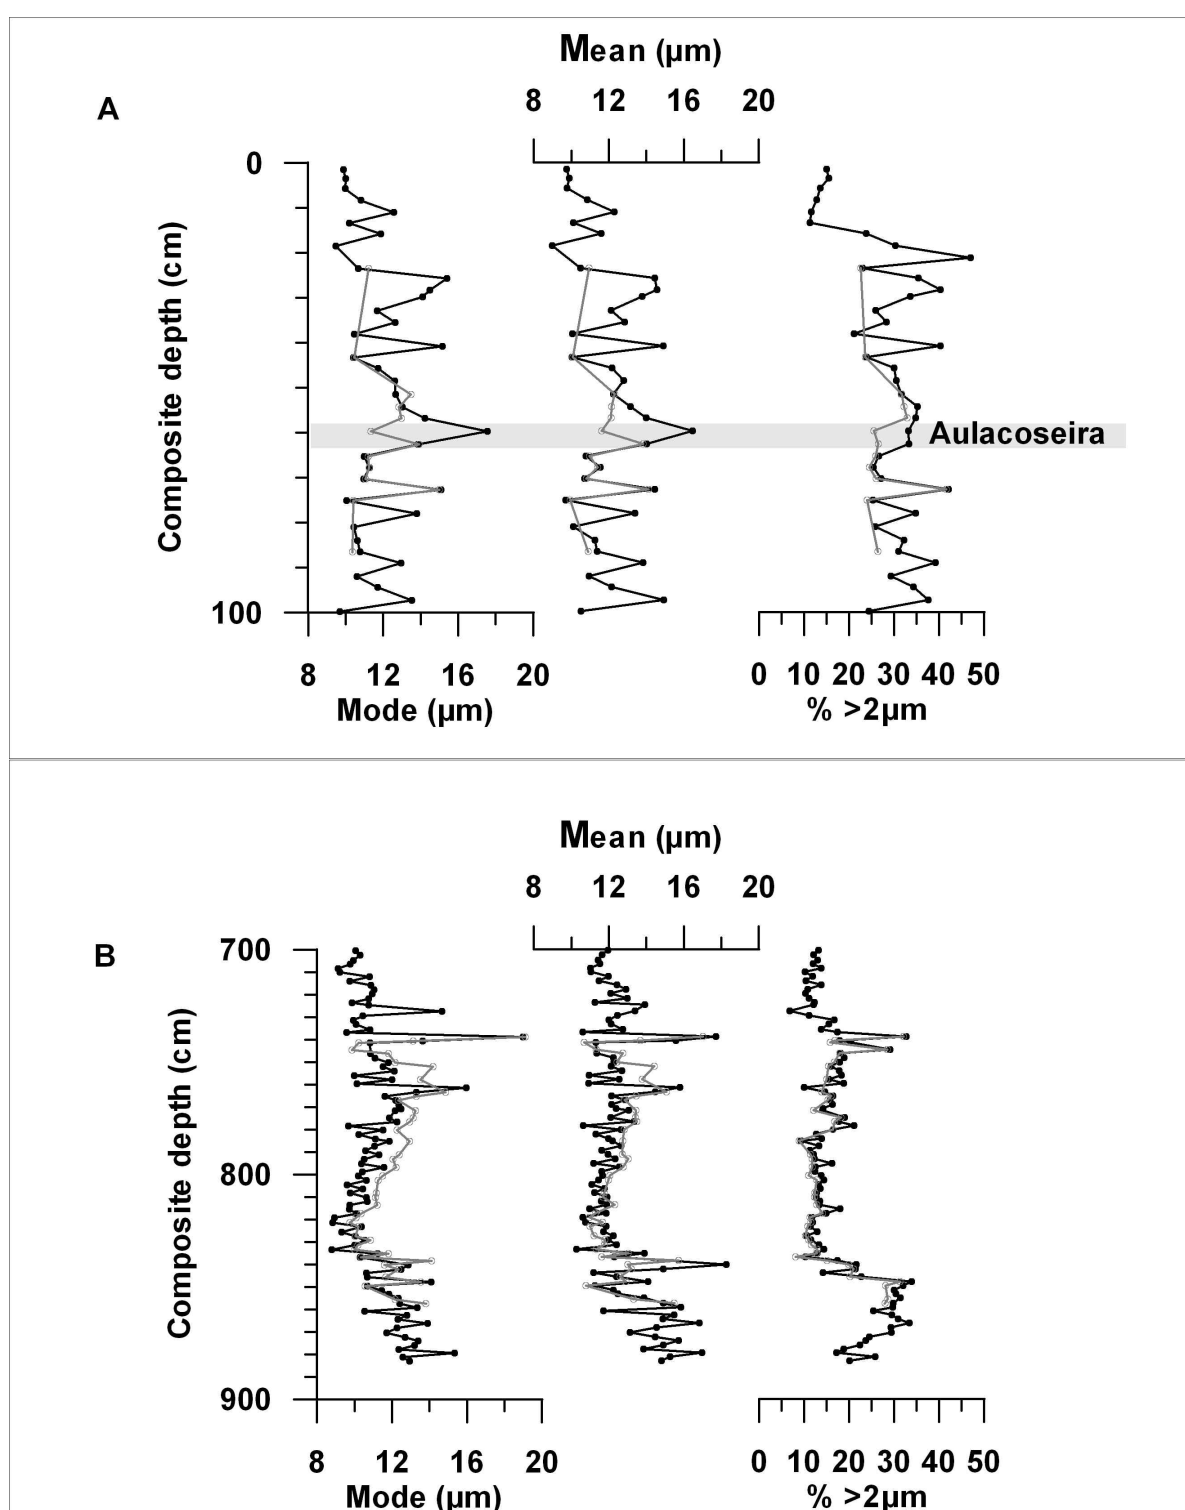 Mean (µm)
A
8 12 16 20
0
Composite depth (cm)
Aulacoseira
100
8 12 16 20
0 10 20 30 40 50
Mode (µm)
% >2µm
Mean (µm)
8 12 16 20
B
700
Composite depth (cm)
800
900
8 12 16 20
0 10 20 30 40 50
Mode (µm)
% >2µm